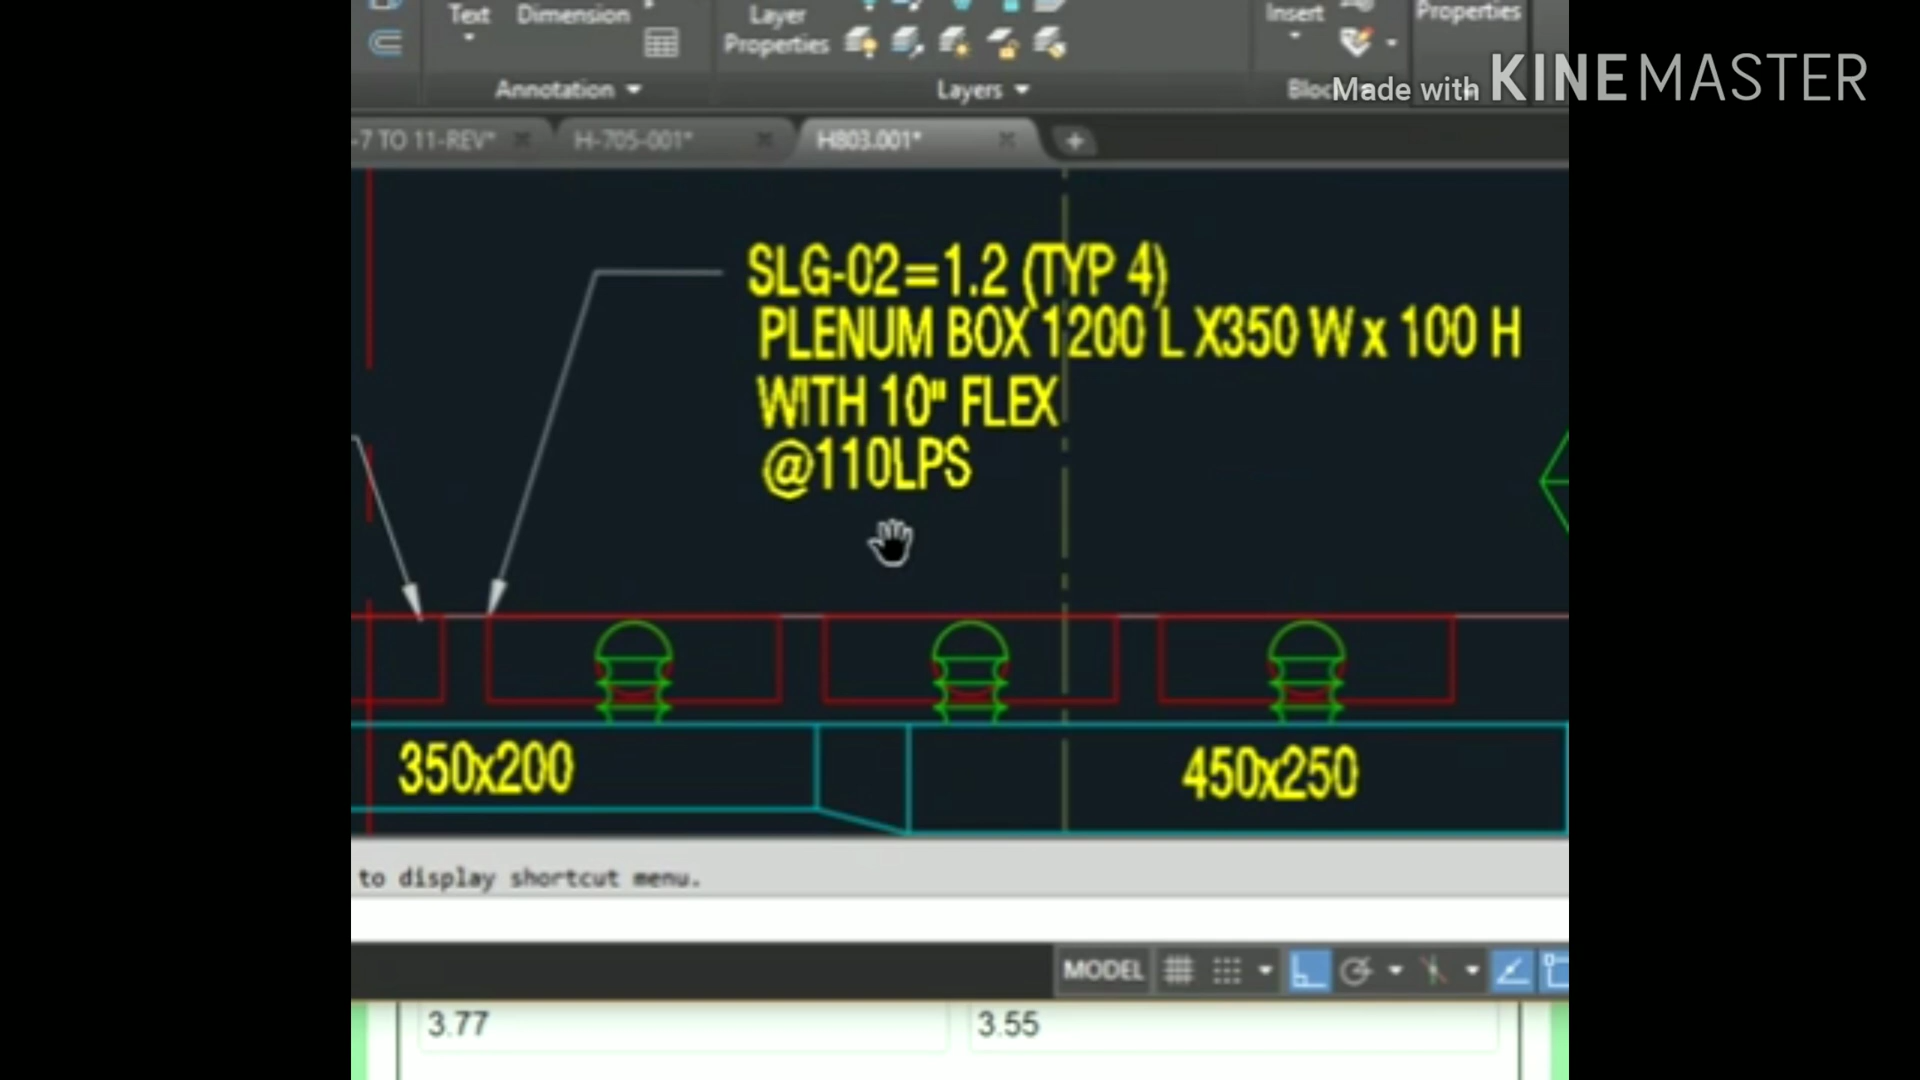 Text
Dimension
Layer
Properties
Insert
Properties
Annotation
Layers
Made with KINEMASTER
-7 TO 11-REV*
H-705-001*
H803.001*
SLG-02=1.2 (TYP 4)
PLENUM BOX 1200 L X350 W x 100 H
WITH 10" FLEX
@110LPS
350x200
450x250
to display shortcut menu.
MODEL
3.77
3.55